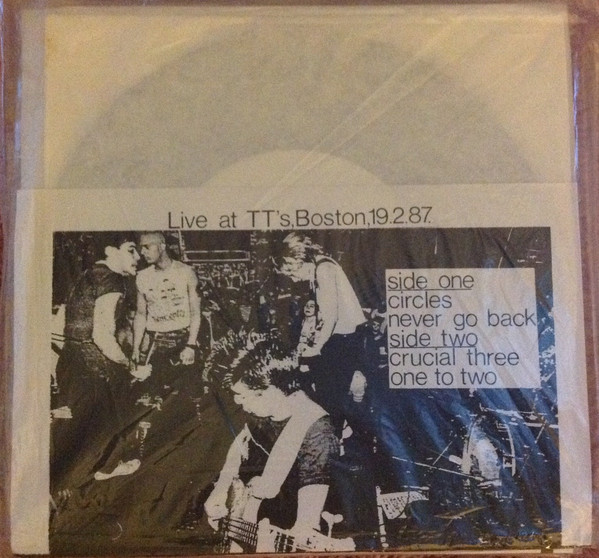 Live at TT's,Boston,19.2.87.
side one
circles
never go back
side two
crucial three
one to two